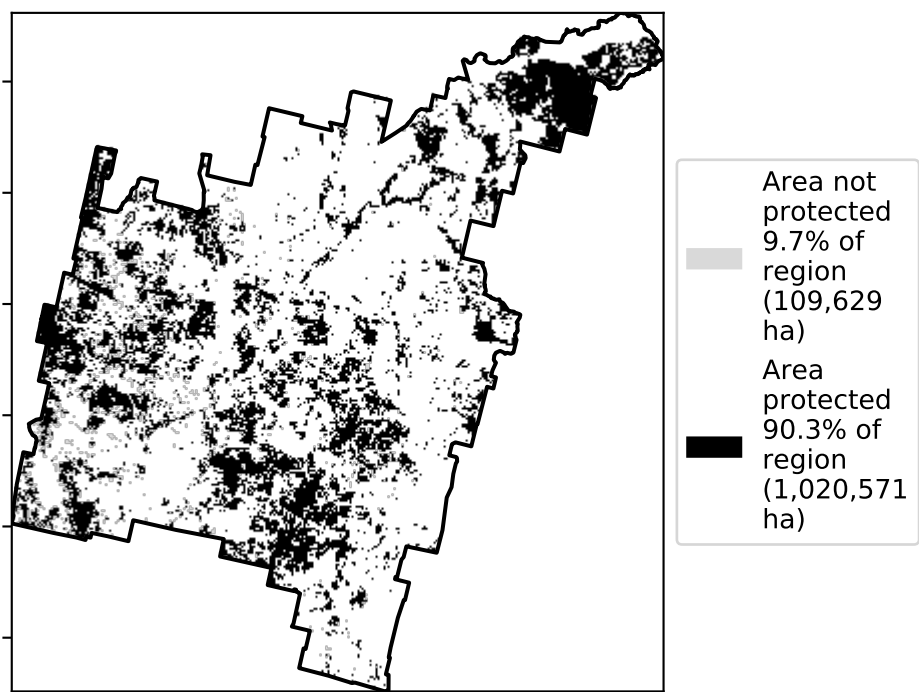 Area not
protected
9.7% of
region
(109,629
ha)
Area
protected
90.3% of
region
(1,020,571
ha)